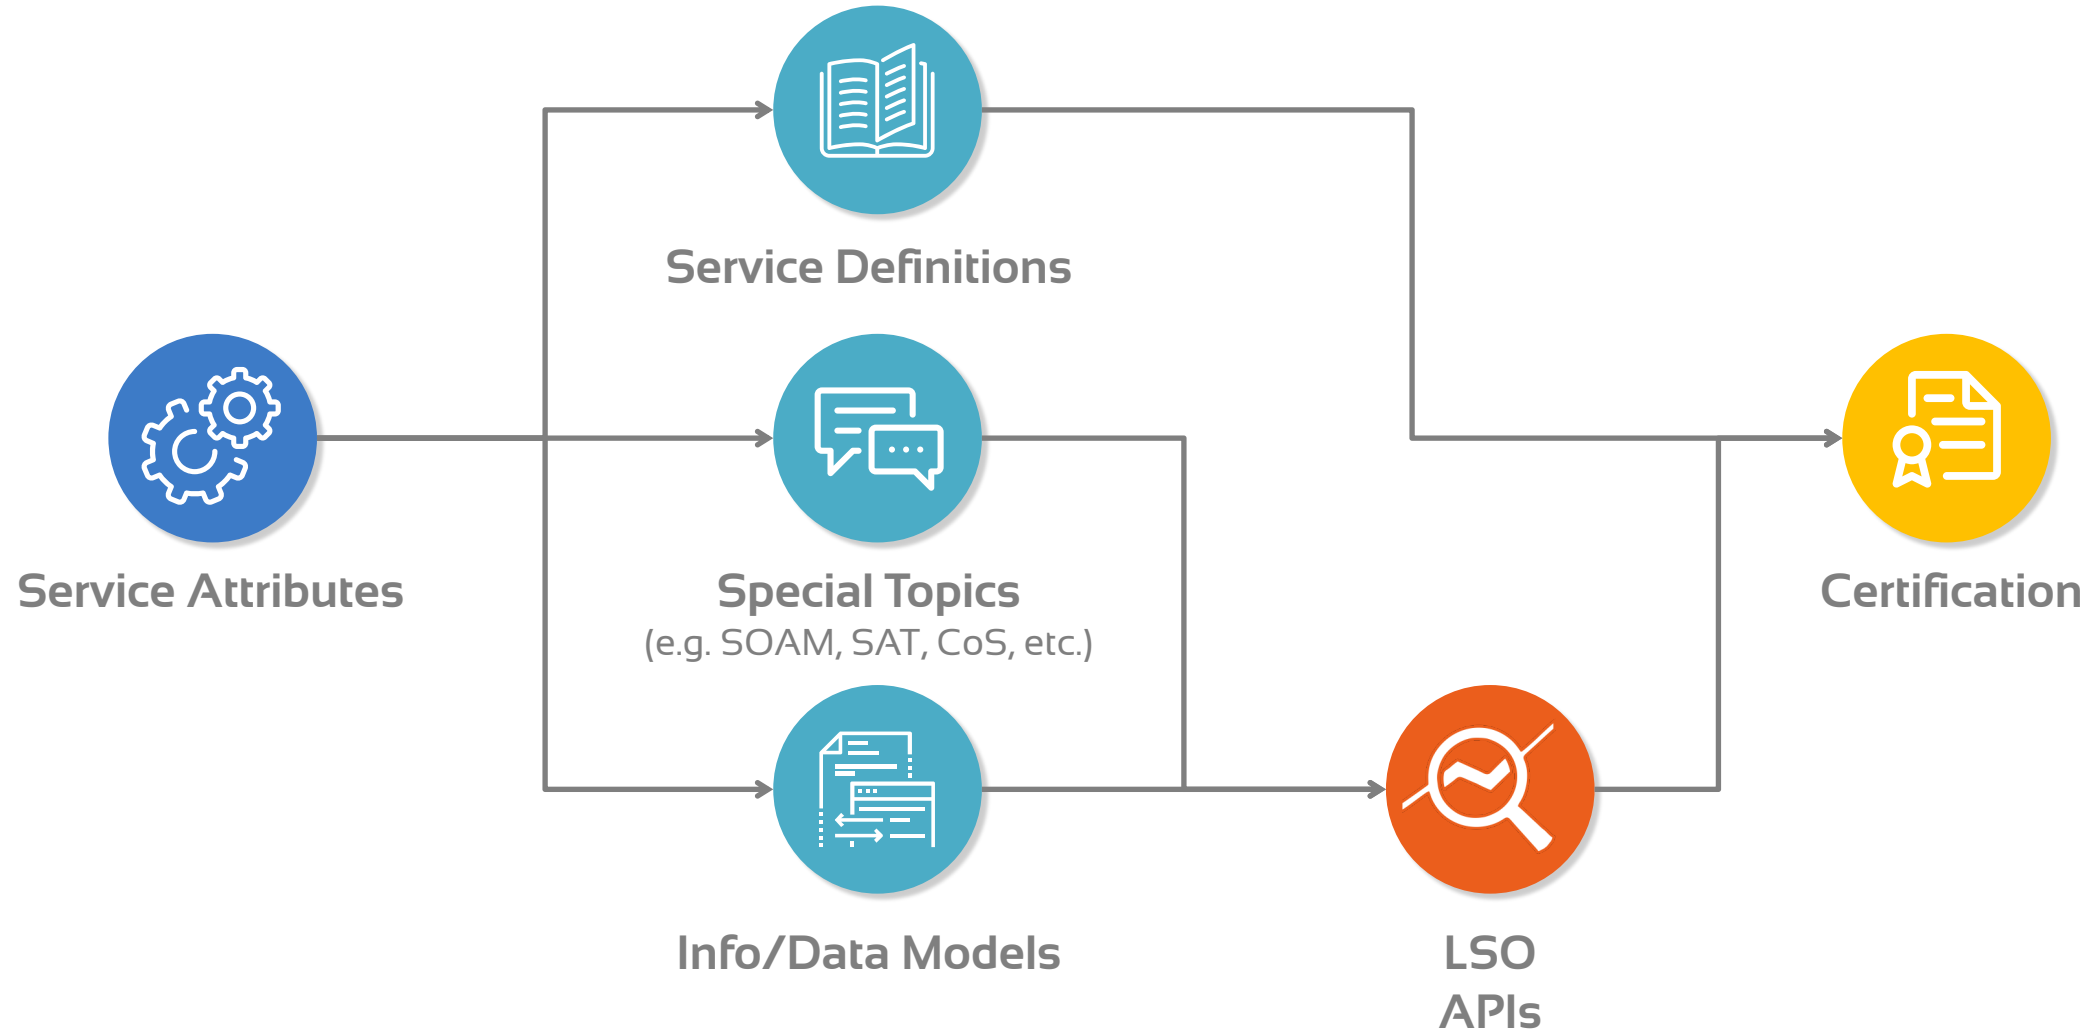 Service Definitions
Service Attributes
Special Topics
(e.g. SOAM, SAT, CoS, etc.)
Certification
Info/Data Models
LSO
APIs